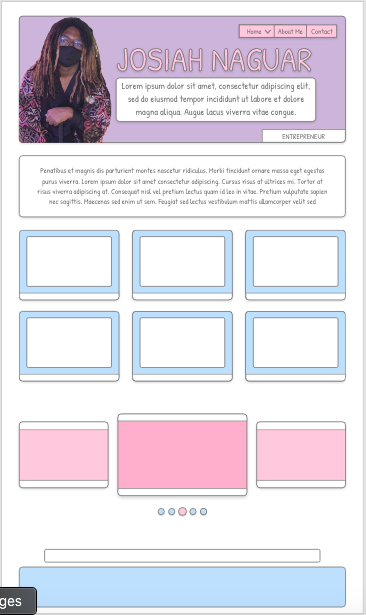 Home About Me Contact
JOSIAH NAGUAR
Lorem ipsum dolor sit amet, consectetur adipiscing elit,
sed do eiusmod tempor incididunt ut labore et dolore
magna aliqua. Augue lacus viverra vitae congue.
ENTREPRENEUR
Penatibus et magnis dis parturient montes nascetur ridiculus. Morbi tincidunt ornare massa eget egestas
purus viverra. Lorem ipsum dolor sit amet consectetur adipiscing. Cursus risus at ultrices mi. Tortor at
risus viverra adipiscing at. Consequat nisl vel pretium lectus quam id leo in vitae. Pretium vulputate sapien
nec sagittis. Maecenas sed enim ut sem. Feugiat sed lectus vestibulum mattis ullamcorper velit sed
ges